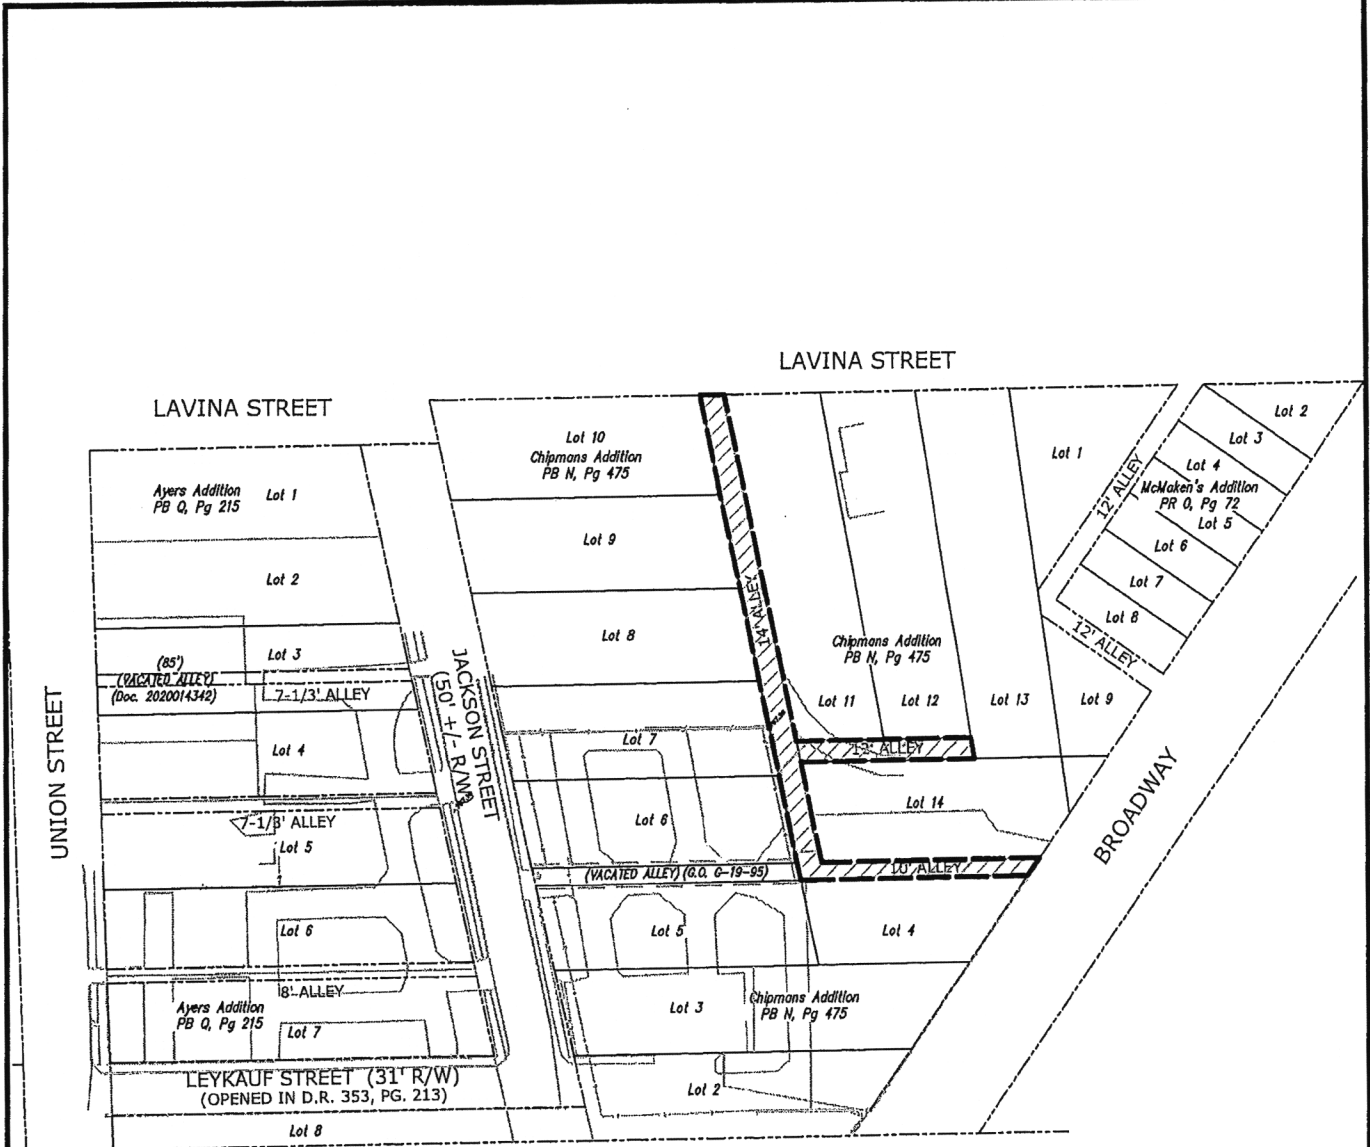 LAVINA STREET
LAVINA STREET
Lot 10
Chipmans Addition
PB N, Pg 475
Lot 9
Lot 8
Lot 7
Lot 6
(VACATED ALLEY) (G.O. G-19-95)
Lot 5
Lot 3
Chipmans Addition
PB N, Pg 475
Lot 2
Ayers Addition
PB Q, Pg 215
Lot 1
Lot 2
Lot 3
(85')
(VACATED ALLEY)
(Doc. 2020014342)
7-1/3' ALLEY
Lot 4
7-1/3' ALLEY
Lot 5
Lot 6
8' ALLEY
Ayers Addition
PB Q, Pg 215
Lot 7
LEYKAUF STREET (31' R/W)
(OPENED IN D.R. 353, PG. 213)
Lot 8
UNION STREET
JACKSON STREET
(50' +/- R/W)
14' ALLEY
Chipmans Addition
PB N, Pg 475
Lot 11
Lot 12
Lot 13
Lot 1
Lot 9
12' ALLEY
Lot 14
10' ALLEY
Lot 4
12' ALLEY
12' ALLEY
Lot 2
Lot 3
Lot 4
McMaken's Addition
PR O, Pg 72
Lot 5
Lot 6
Lot 7
Lot 8
BROADWAY